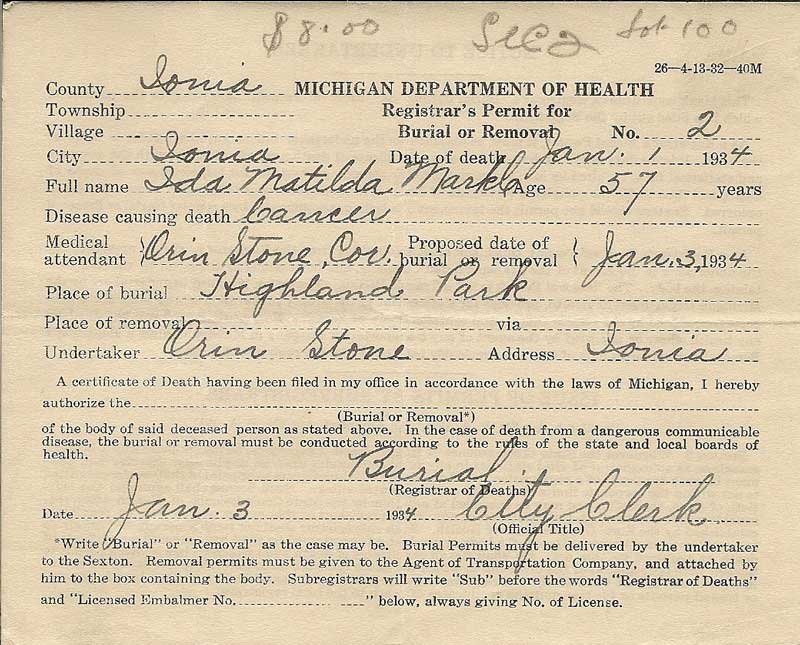 $8.00 Sec 2 Lot 100
26—4-13-32—40M
County Ionia MICHIGAN DEPARTMENT OF HEALTH
Township Registrar's Permit for
Village Burial or Removal No. 2
City Ionia Date of death Jan. 1 1934
Full name Ida Matilda Markle Age 57 years
Disease causing death Cancer
Medical attendant } Orin Stone, Cor. Proposed date of burial or removal { Jan. 3, 1934
Place of burial Highland Park
Place of removal via
Undertaker Orin Stone Address Ionia
A certificate of Death having been filed in my office in accordance with the laws of Michigan, I hereby
authorize the
(Burial or Removal*)
of the body of said deceased person as stated above. In the case of death from a dangerous communicable
disease, the burial or removal must be conducted according to the rules of the state and local boards of
health.
Burial.
(Registrar of Deaths)
Date Jan. 3 1934 City Clerk
(Official Title)
*Write "Burial" or "Removal" as the case may be. Burial Permits must be delivered by the undertaker
to the Sexton. Removal permits must be given to the Agent of Transportation Company, and attached by
him to the box containing the body. Subregistrars will write "Sub" before the words "Registrar of Deaths"
and "Licensed Embalmer No. " below, always giving No. of License.